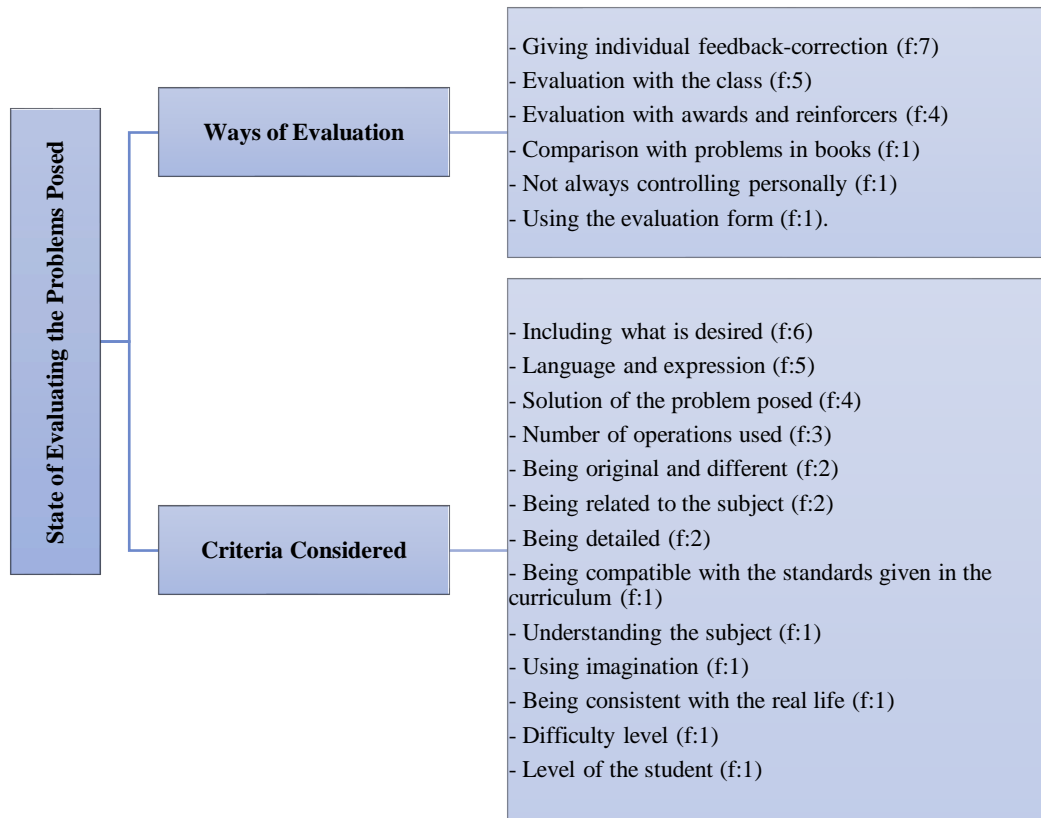 State of Evaluating the Problems Posed
Ways of Evaluation
- Giving individual feedback-correction (f:7)
- Evaluation with the class (f:5)
- Evaluation with awards and reinforcers (f:4)
- Comparison with problems in books (f:1)
- Not always controlling personally (f:1)
- Using the evaluation form (f:1).
Criteria Considered
- Including what is desired (f:6)
- Language and expression (f:5)
- Solution of the problem posed (f:4)
- Number of operations used (f:3)
- Being original and different (f:2)
- Being related to the subject (f:2)
- Being detailed (f:2)
- Being compatible with the standards given in the
curriculum (f:1)
- Understanding the subject (f:1)
- Using imagination (f:1)
- Being consistent with the real life (f:1)
- Difficulty level (f:1)
- Level of the student (f:1)